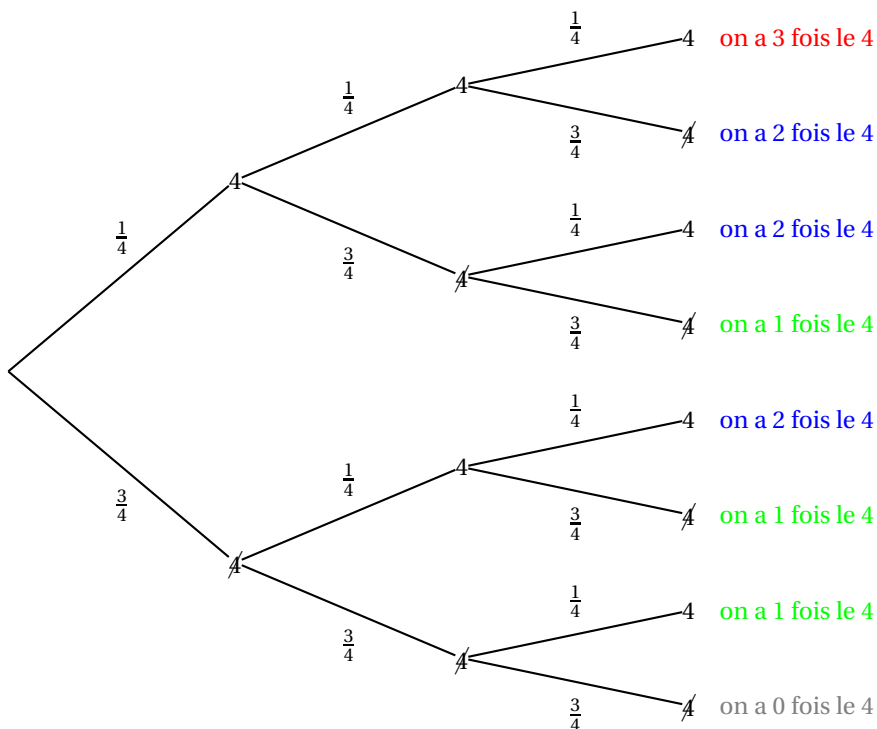 1/4
4 on a 3 fois le 4
1/4
4
3/4
4̸ on a 2 fois le 4
4
1/4
4 on a 2 fois le 4
1/4
3/4
4̸
3/4
4̸ on a 1 fois le 4
1/4
4 on a 2 fois le 4
1/4
4
3/4
3/4
4̸ on a 1 fois le 4
4̸
1/4
4 on a 1 fois le 4
3/4
4̸
3/4
4̸ on a 0 fois le 4